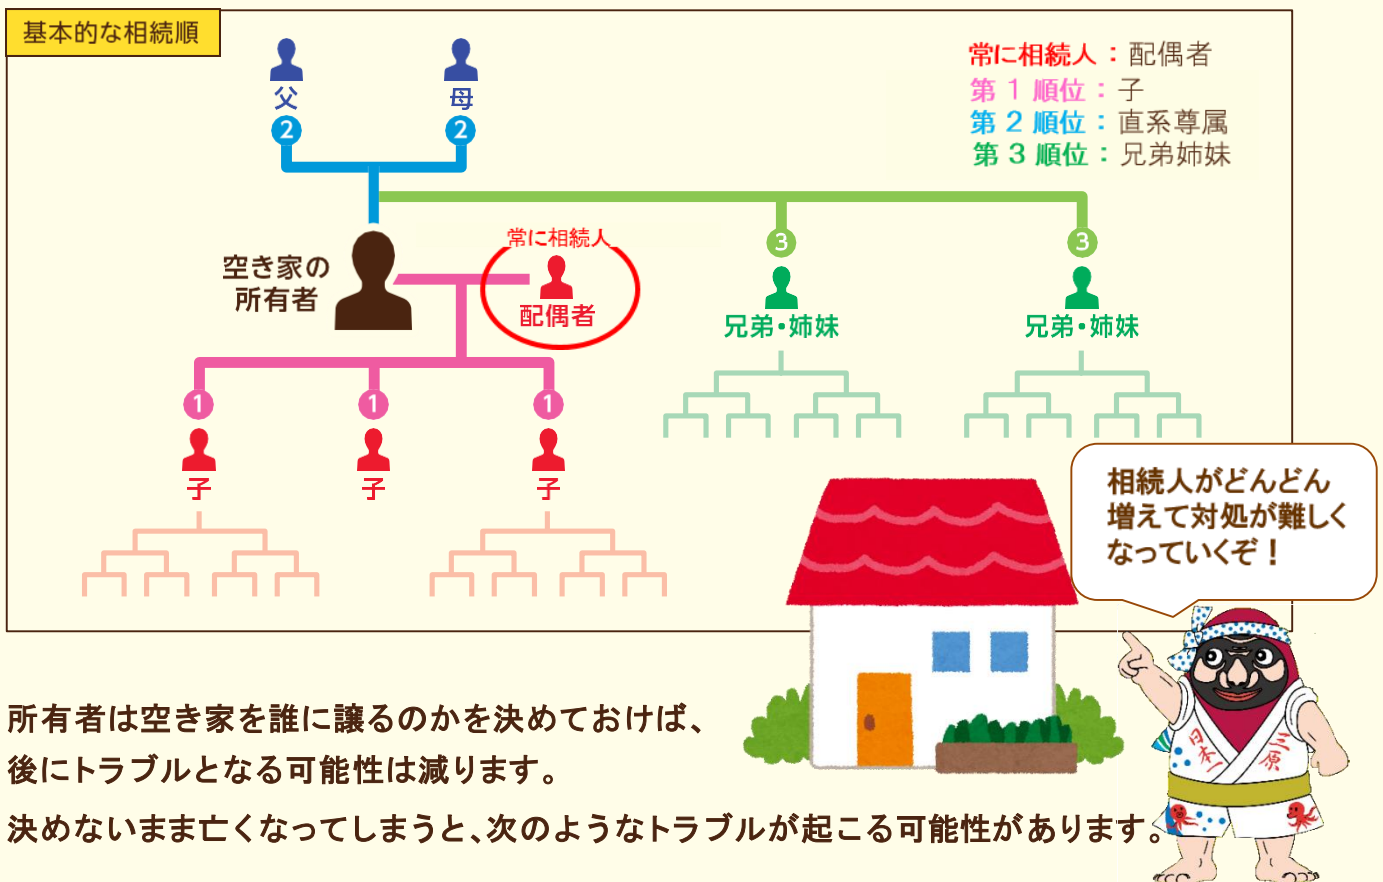 基本的な相続順
父
母
2
2
常に相続人：配偶者
第1順位：子
第2順位：直系尊属
第3順位：兄弟姉妹
空き家の
所有者
常に相続人
配偶者
3
3
兄弟・姉妹
兄弟・姉妹
1
1
1
子
子
子
相続人がどんどん
増えて対処が難しく
なっていくぞ！
日本一
三原
所有者は空き家を誰に譲るのかを決めておけば、
後にトラブルとなる可能性は減ります。
決めないまま亡くなってしまうと、次のようなトラブルが起こる可能性があります。